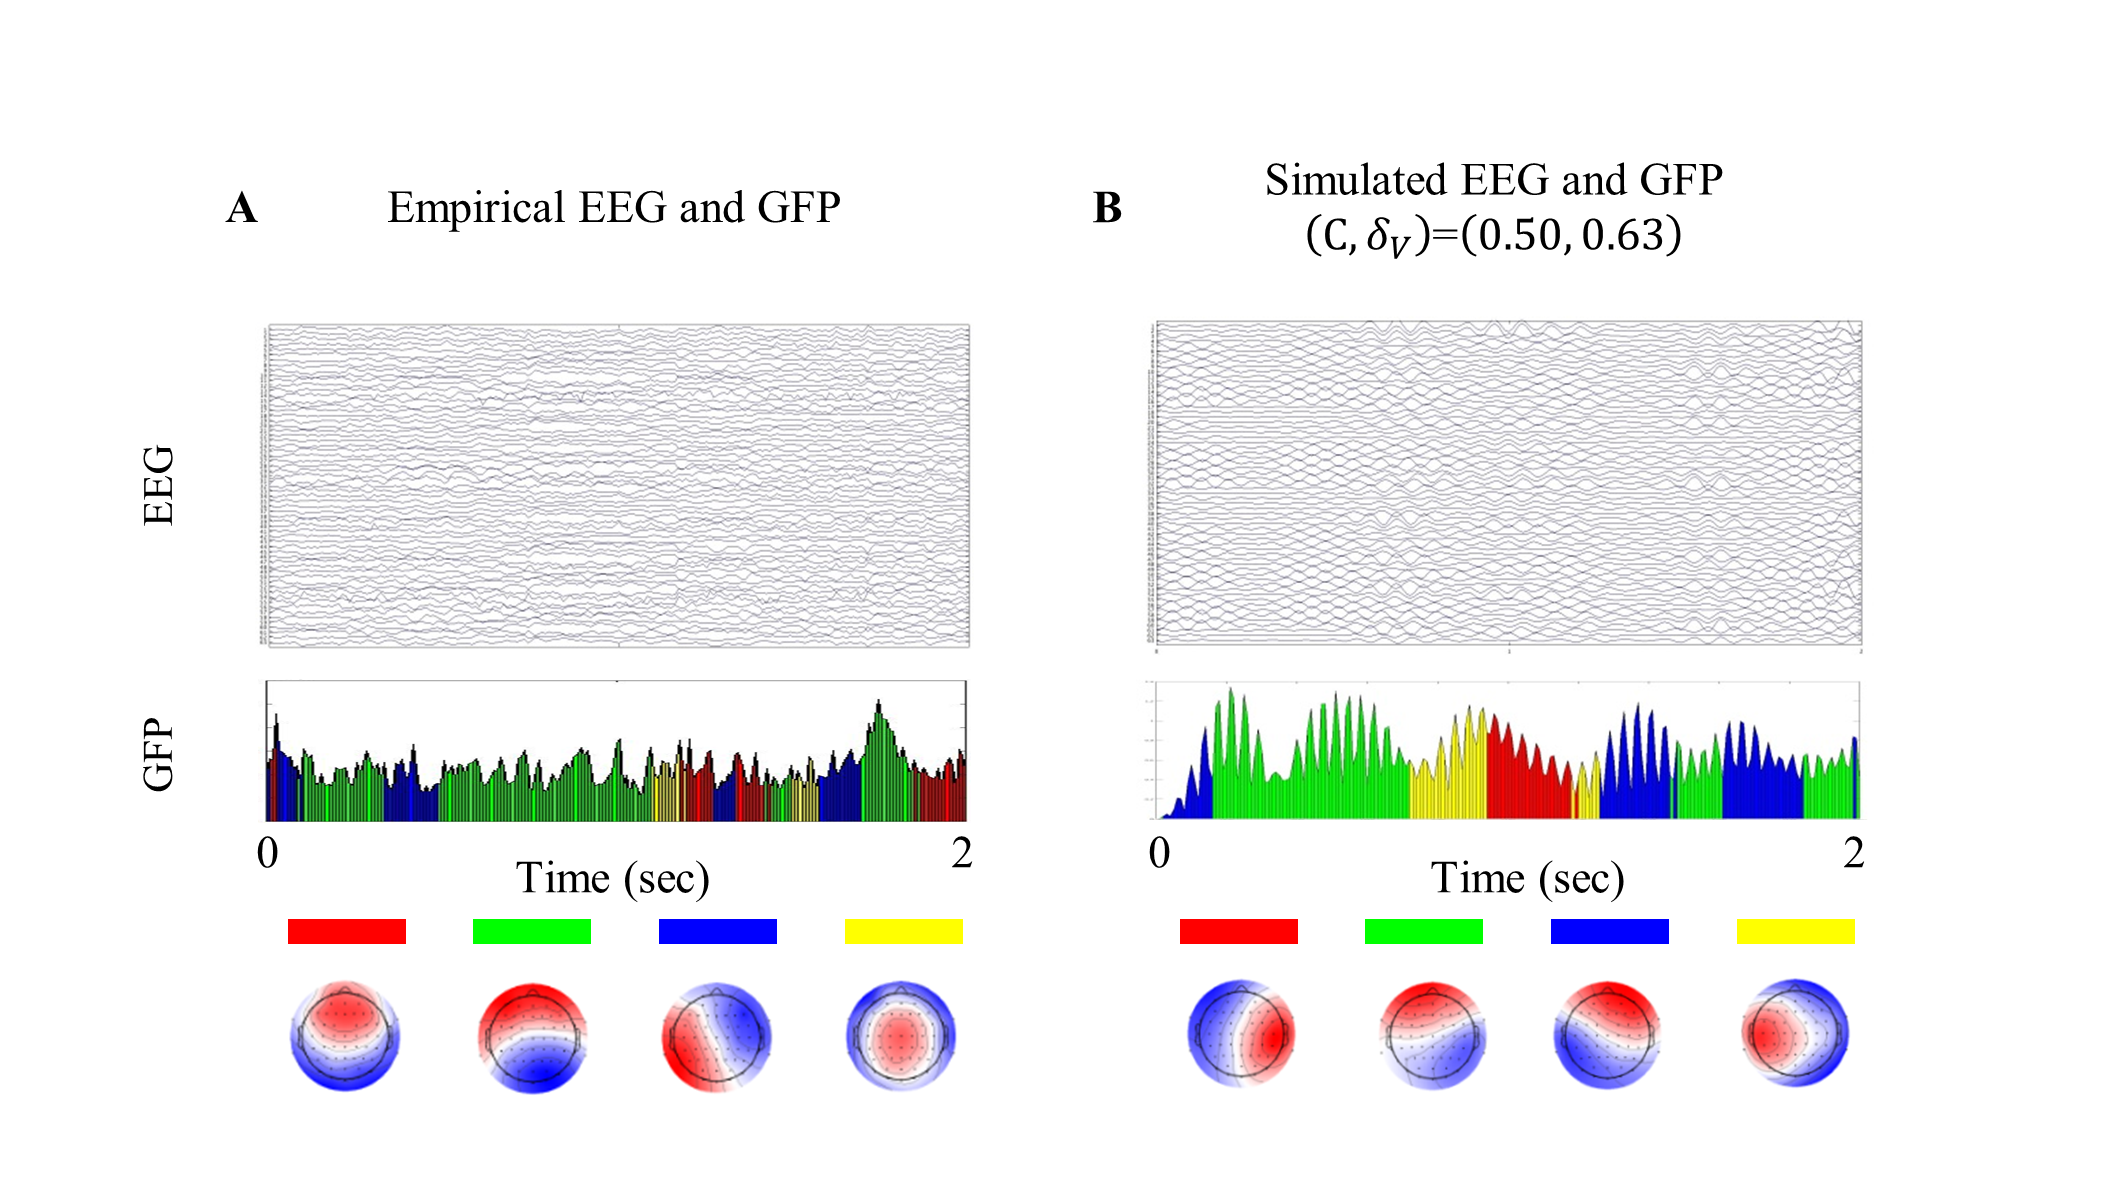 A Empirical EEG and GFP
B Simulated EEG and GFP
(C, δ_V)=(0.50, 0.63)
EEG
GFP
0 2
Time (sec)
0 2
Time (sec)